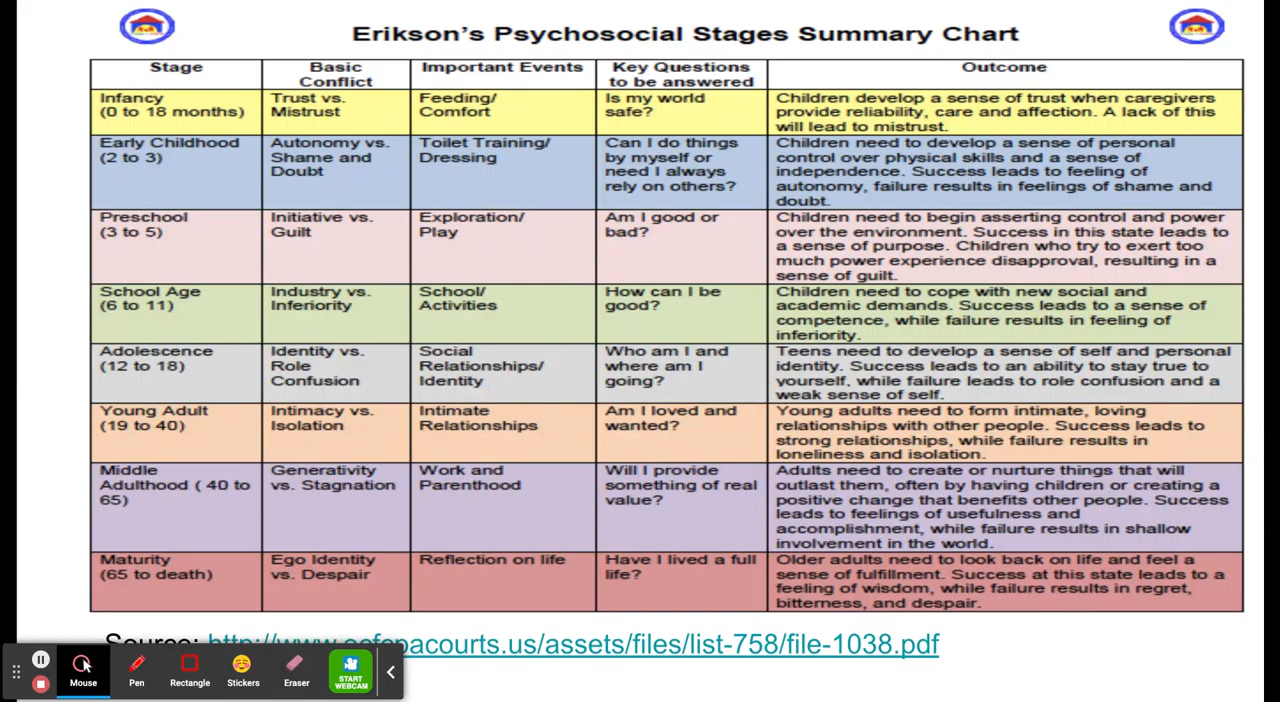 Erikson's Psychosocial Stages Summary Chart
Stage
Basic
Conflict
Important Events
Key Questions
to be answered
Outcome
Infancy
(0 to 18 months)
Trust vs.
Mistrust
Feeding/
Comfort
Is my world
safe?
Children develop a sense of trust when caregivers
provide reliability, care and affection. A lack of this
will lead to mistrust.
Early Childhood
(2 to 3)
Autonomy vs.
Shame and
Doubt
Toilet Training/
Dressing
Can I do things
by myself or
need I always
rely on others?
Children need to develop a sense of personal
control over physical skills and a sense of
independence. Success leads to feeling of
autonomy, failure results in feelings of shame and
doubt.
Preschool
(3 to 5)
Initiative vs.
Guilt
Exploration/
Play
Am I good or
bad?
Children need to begin asserting control and power
over the environment. Success in this state leads to
a sense of purpose. Children who try to exert too
much power experience disapproval, resulting in a
sense of guilt.
School Age
(6 to 11)
Industry vs.
Inferiority
School/
Activities
How can I be
good?
Children need to cope with new social and
academic demands. Success leads to a sense of
competence, while failure results in feeling of
inferiority.
Adolescence
(12 to 18)
Identity vs.
Role
Confusion
Social
Relationships/
Identity
Who am I and
where am I
going?
Teens need to develop a sense of self and personal
identity. Success leads to an ability to stay true to
yourself, while failure leads to role confusion and a
weak sense of self.
Young Adult
(19 to 40)
Intimacy vs.
Isolation
Intimate
Relationships
Am I loved and
wanted?
Young adults need to form intimate, loving
relationships with other people. Success leads to
strong relationships, while failure results in
loneliness and isolation.
Middle
Adulthood ( 40 to
65)
Generativity
vs. Stagnation
Work and
Parenthood
Will I provide
something of real
value?
Adults need to create or nurture things that will
outlast them, often by having children or creating a
positive change that benefits other people. Success
leads to feelings of usefulness and
accomplishment, while failure results in shallow
involvement in the world.
Maturity
(65 to death)
Ego Identity
vs. Despair
Reflection on life
Have I lived a full
life?
Older adults need to look back on life and feel a
sense of fulfillment. Success at this state leads to a
feeling of wisdom, while failure results in regret,
bitterness, and despair.
Source: http://www.ocfcpacourts.us/assets/files/list-758/file-1038.pdf
Mouse
Pen
Rectangle
Stickers
Eraser
START
WEBCAM